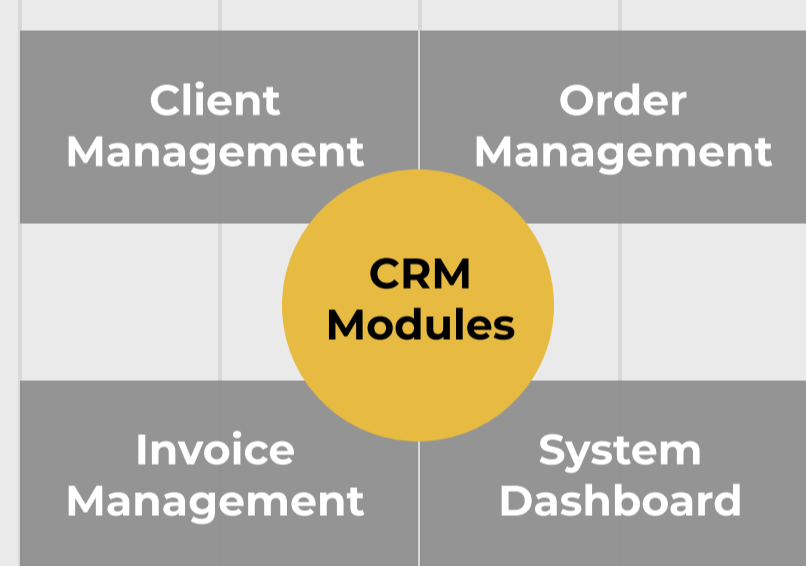 Client
Management
Order
Management
CRM
Modules
Invoice
Management
System
Dashboard